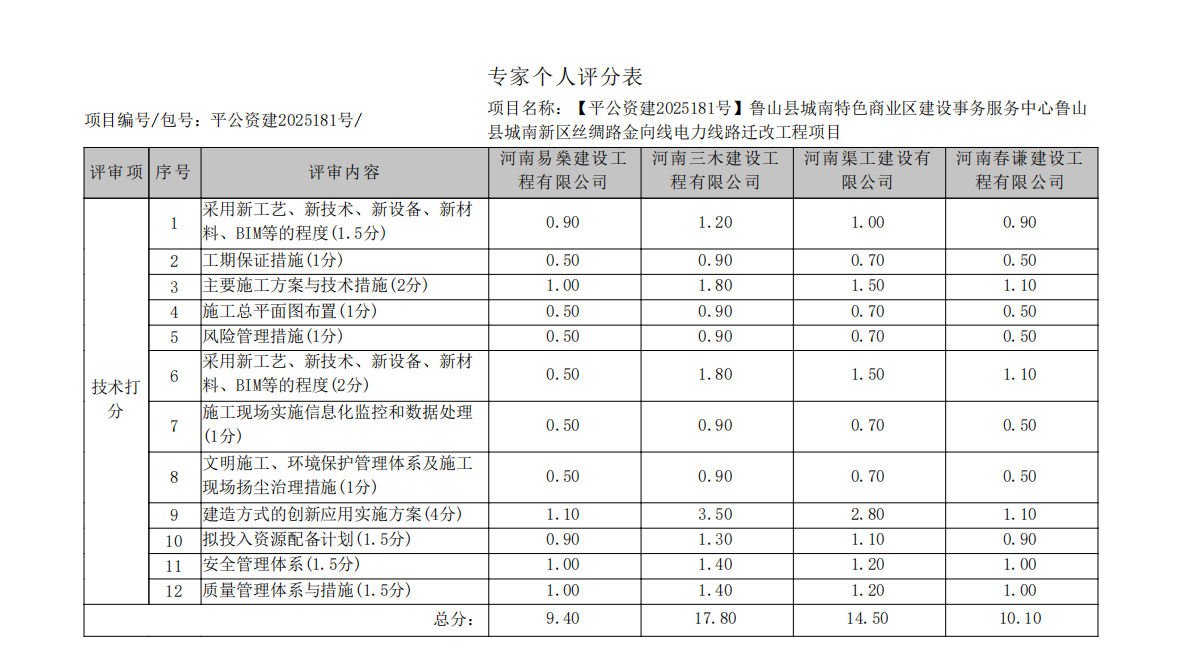 专家个人评分表
项目编号/包号：平公资建2025181号/
项目名称：【平公资建2025181号】鲁山县城南特色商业区建设事务服务中心鲁山
县城南新区丝绸路金向线电力线路迁改工程项目
评审项 序号 评审内容 河南易燊建设工程有限公司 河南三木建设工程有限公司 河南渠工建设有限公司 河南春谦建设工程有限公司
技术打分
1 采用新工艺、新技术、新设备、新材料、BIM等的程度(1.5分) 0.90 1.20 1.00 0.90
2 工期保证措施(1分) 0.50 0.90 0.70 0.50
3 主要施工方案与技术措施(2分) 1.00 1.80 1.50 1.10
4 施工总平面图布置(1分) 0.50 0.90 0.70 0.50
5 风险管理措施(1分) 0.50 0.90 0.70 0.50
6 采用新工艺、新技术、新设备、新材料、BIM等的程度(2分) 0.50 1.80 1.50 1.10
7 施工现场实施信息化监控和数据处理(1分) 0.50 0.90 0.70 0.50
8 文明施工、环境保护管理体系及施工现场扬尘治理措施(1分) 0.50 0.90 0.70 0.50
9 建造方式的创新应用实施方案(4分) 1.10 3.50 2.80 1.10
10 拟投入资源配备计划(1.5分) 0.90 1.30 1.10 0.90
11 安全管理体系(1.5分) 1.00 1.40 1.20 1.00
12 质量管理体系与措施(1.5分) 1.00 1.40 1.20 1.00
总分： 9.40 17.80 14.50 10.10